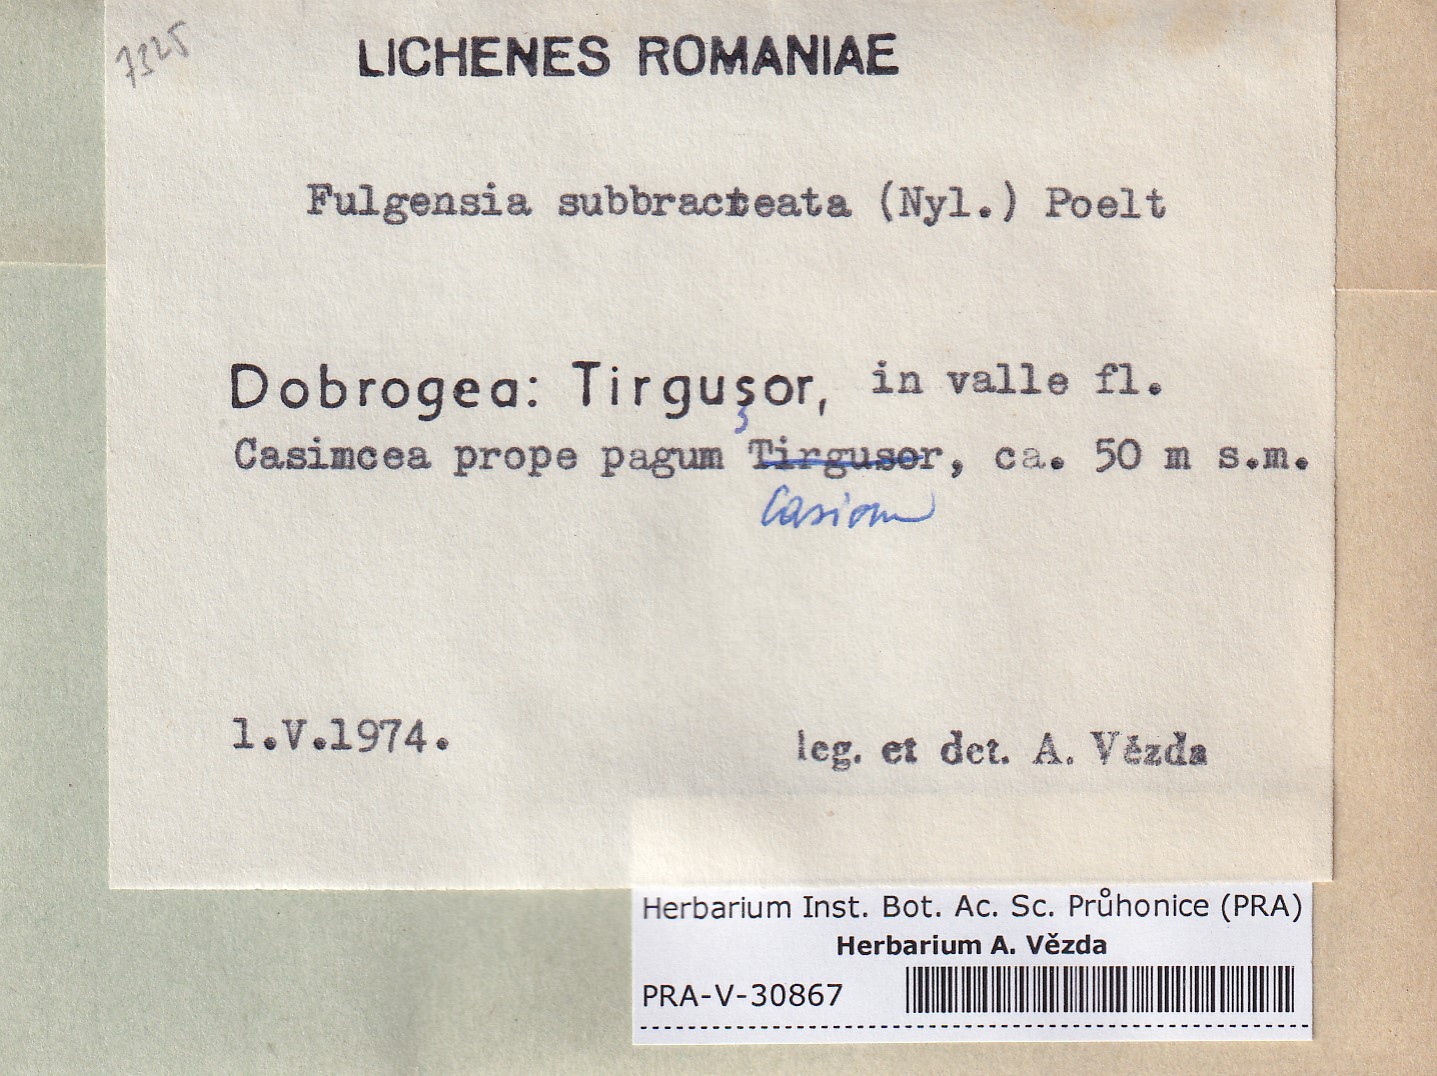 7325
LICHENES ROMANIAE
Fulgensia subbracteata (Nyl.) Poelt
Dobrogea: Tirguşor, in valle fl.
Casimcea prope pagum Tirgusor, ca. 50 m s.m.
1.V.1974.
leg. et det. A. Vězda
Herbarium Inst. Bot. Ac. Sc. Průhonice (PRA)
Herbarium A. Vězda
PRA-V-30867